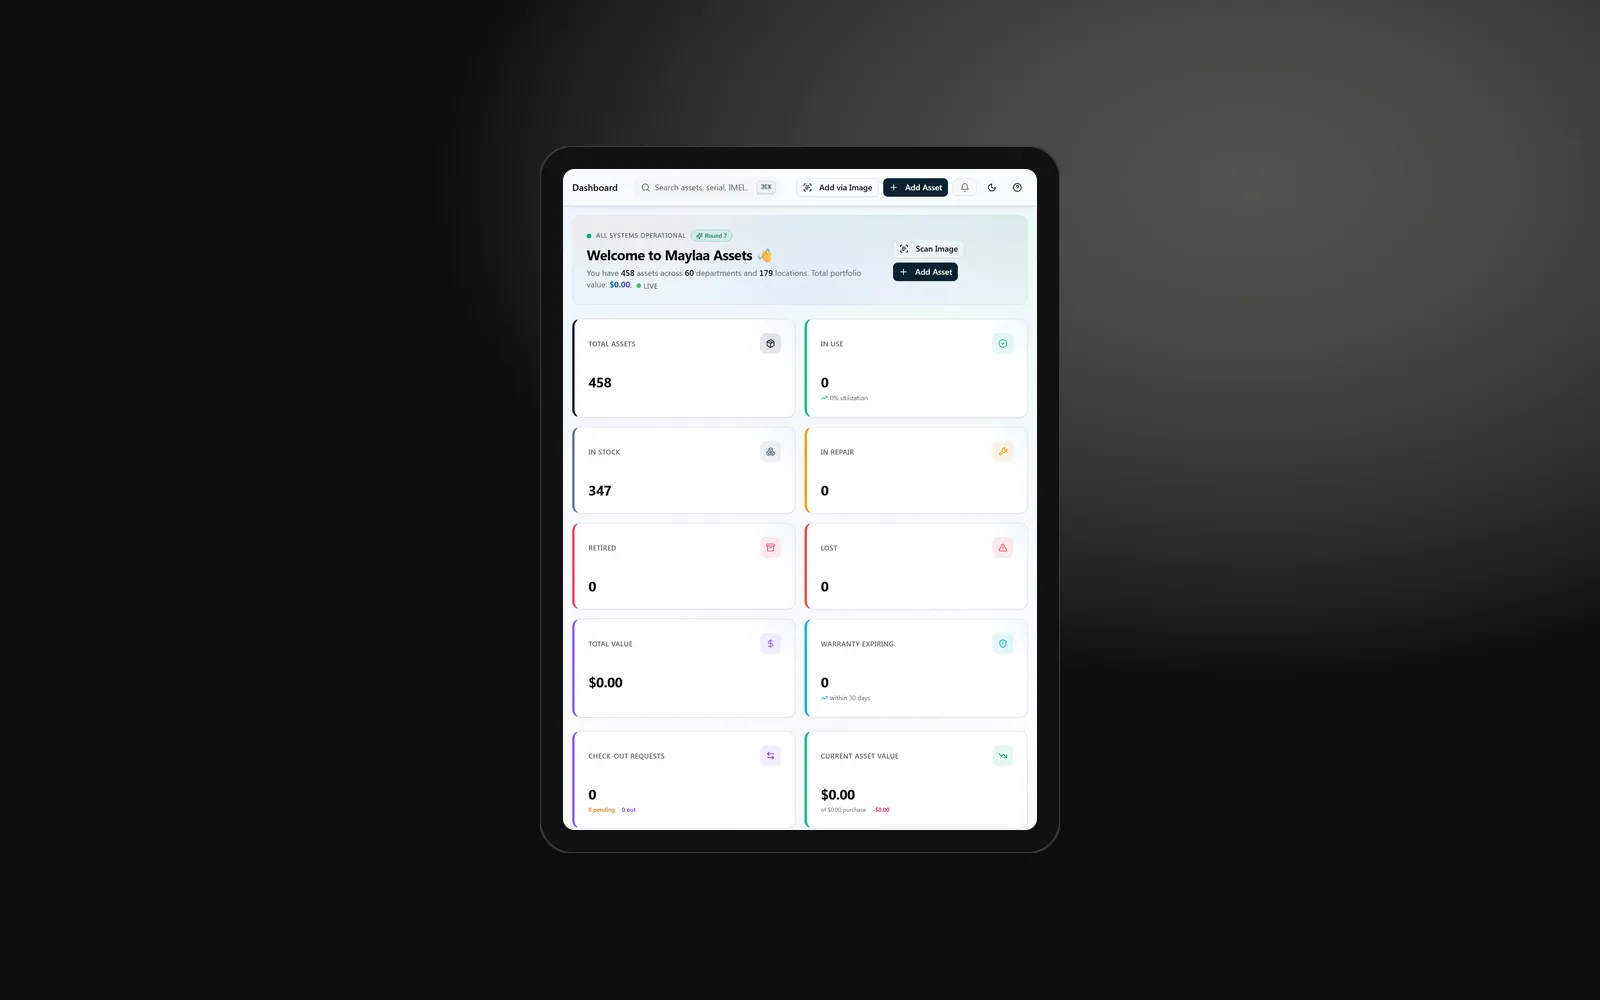 Dashboard
Search assets, serial, IMEI...
⌘K
Add via Image
+ Add Asset
ALL SYSTEMS OPERATIONAL
Round 7
Welcome to Maylaa Assets 👋
You have 458 assets across 60 departments and 179 locations. Total portfolio
value: $0.00. LIVE
Scan Image
+ Add Asset
TOTAL ASSETS
458
IN USE
0
0% utilization
IN STOCK
347
IN REPAIR
0
RETIRED
0
LOST
0
TOTAL VALUE
$0.00
WARRANTY EXPIRING
0
within 30 days
CHECK-OUT REQUESTS
0
0 pending 0 out
CURRENT ASSET VALUE
$0.00
of $0.00 purchase -$0.00